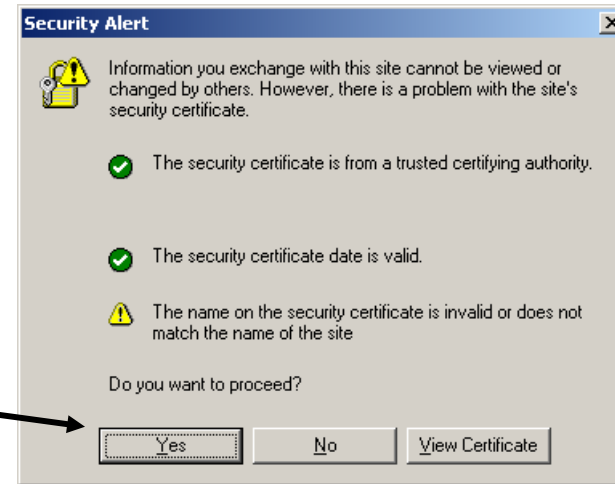 Security Alert
Information you exchange with this site cannot be viewed or
changed by others. However, there is a problem with the site's
security certificate.
The security certificate is from a trusted certifying authority.
The security certificate date is valid.
The name on the security certificate is invalid or does not
match the name of the site
Do you want to proceed?
Yes No View Certificate